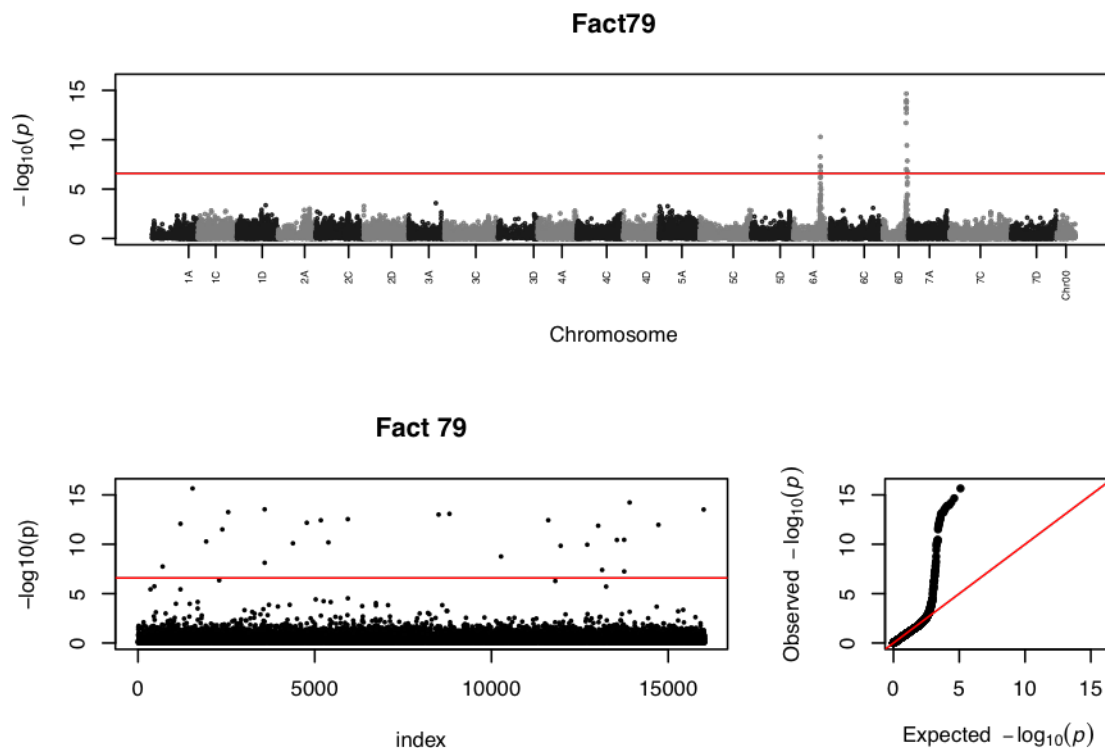 Fact79
−log10(p)
15
10
5
0
1A 1C 1D 2A 2C 2D 3A 3C 3D 4A 4C 4D 5A 5C 5D 6A 6C 6D 7A 7C 7D Chr00
Chromosome
Fact 79
−log10(p)
15
10
5
0
0 5000 10000 15000
index
Observed −log10(p)
15
10
5
0
0 5 10 15
Expected −log10(p)